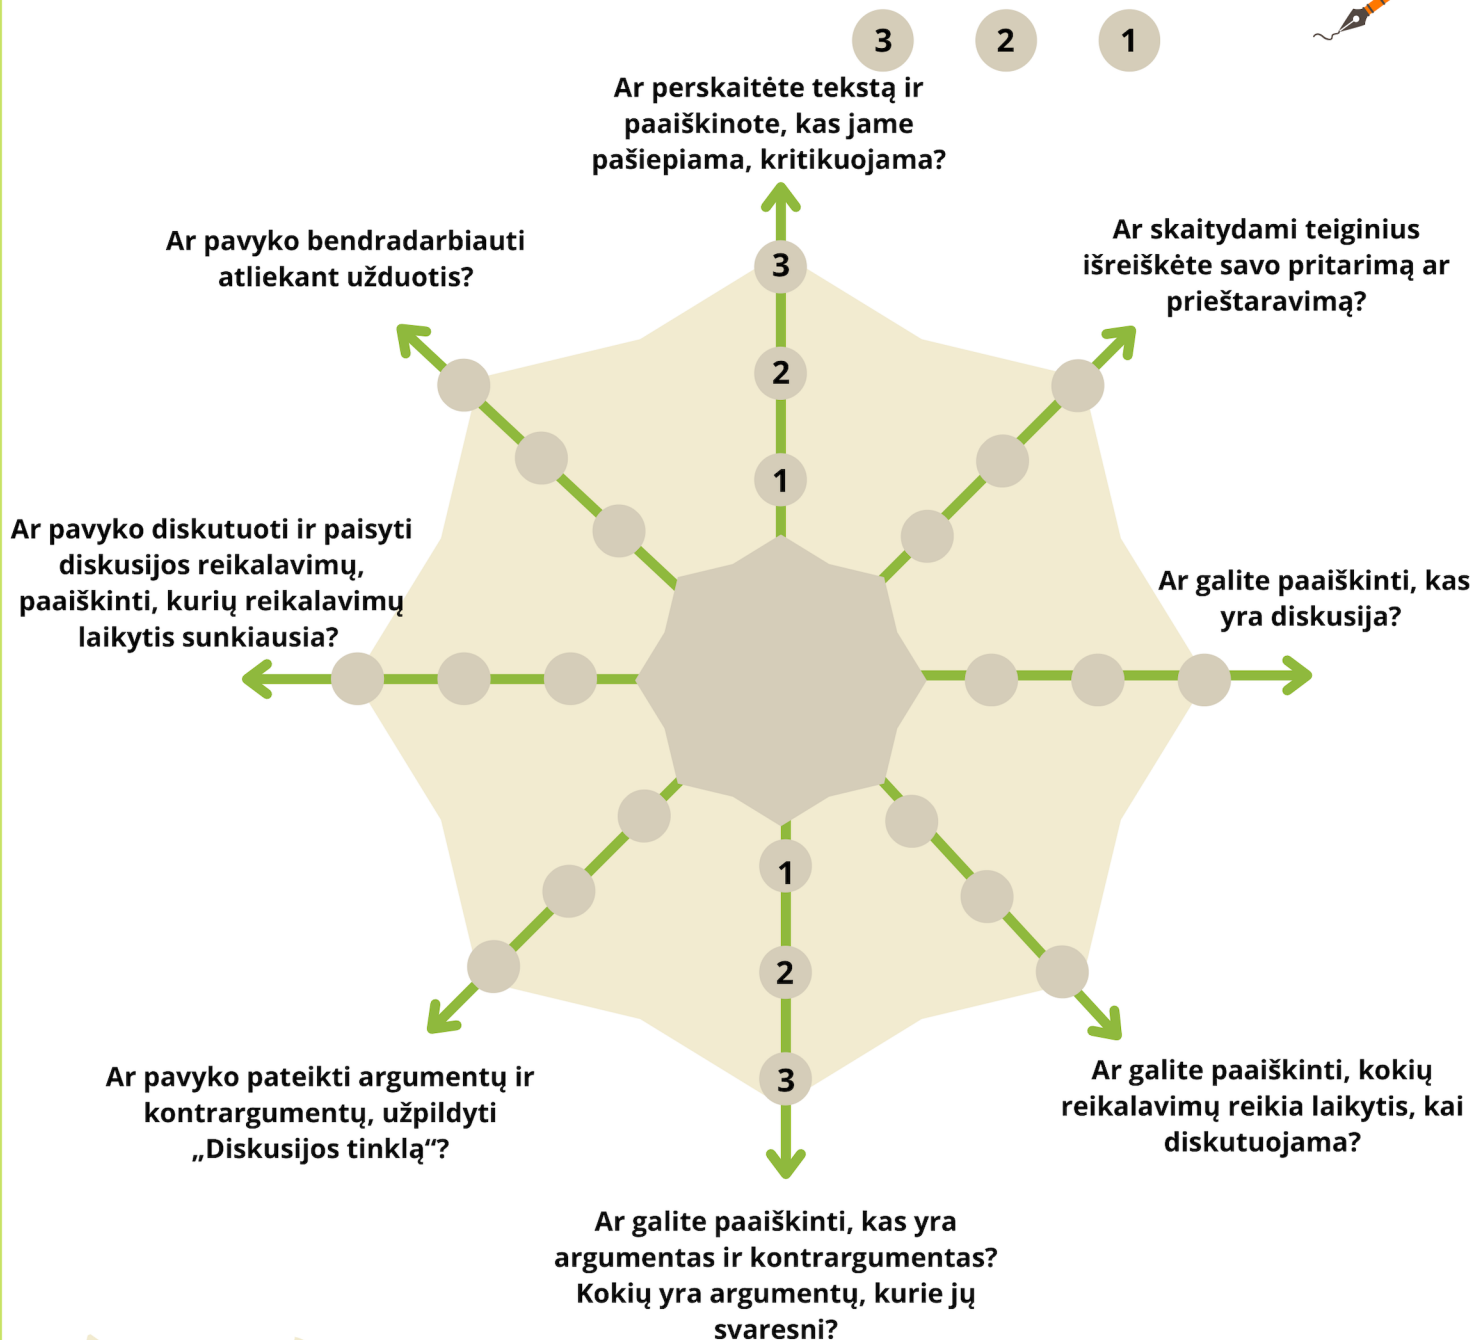 3 2 1
Ar perskaitėte tekstą ir
paaiškinote, kas jame
pašiepiama, kritikuojama?
Ar pavyko bendradarbiauti
atliekant užduotis?
Ar skaitydami teiginius
išreiškėte savo pritarimą ar
prieštaravimą?
3
2
1
Ar pavyko diskutuoti ir paisyti
diskusijos reikalavimų,
paaiškinti, kurių reikalavimų
laikytis sunkiausia?
Ar galite paaiškinti, kas
yra diskusija?
1
2
3
Ar pavyko pateikti argumentų ir
kontrargumentų, užpildyti
„Diskusijos tinklą“?
Ar galite paaiškinti, kokių
reikalavimų reikia laikytis, kai
diskutuojama?
Ar galite paaiškinti, kas yra
argumentas ir kontrargumentas?
Kokių yra argumentų, kurie jų
svaresni?